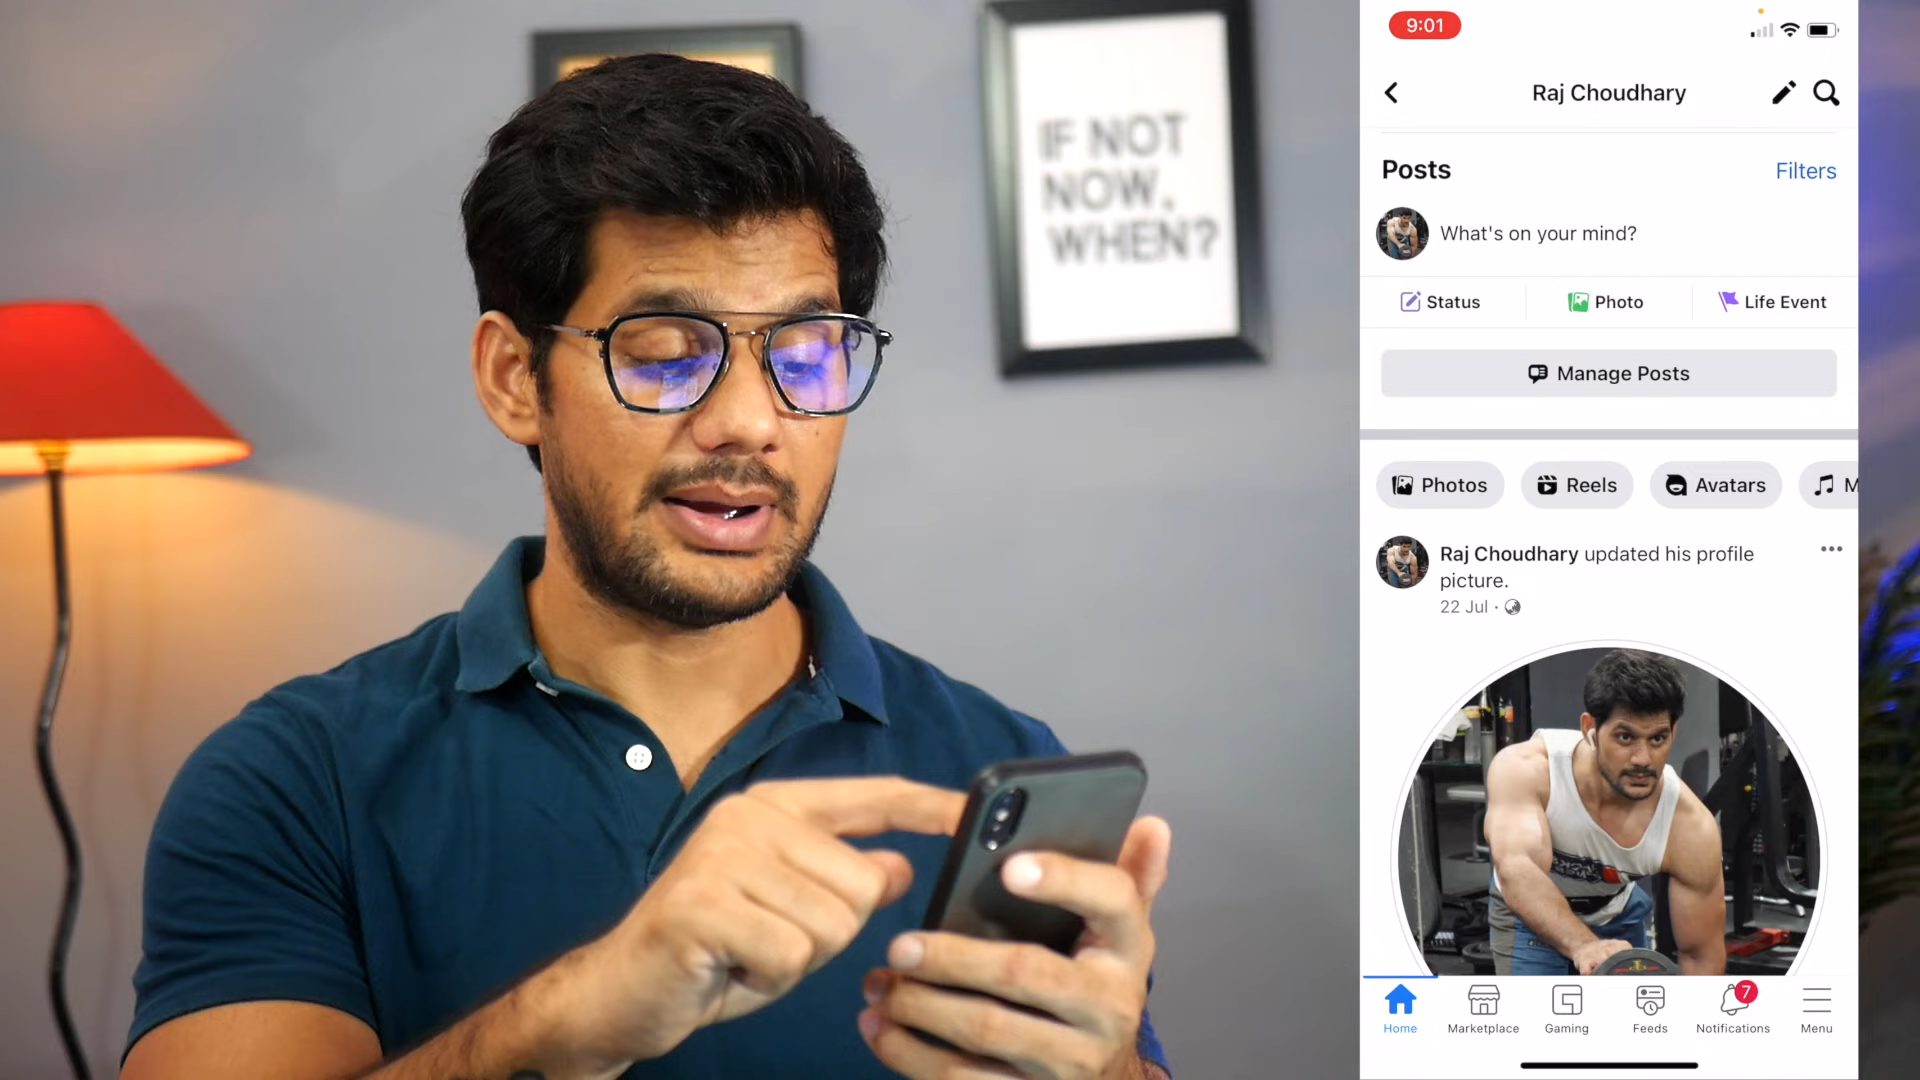 IF NOT
NOW,
WHEN?
9:01
Raj Choudhary
Posts
Filters
What's on your mind?
Status
Photo
Life Event
Manage Posts
Photos
Reels
Avatars
M
Raj Choudhary updated his profile
picture.
22 Jul ·
7
Home
Marketplace
Gaming
Feeds
Notifications
Menu